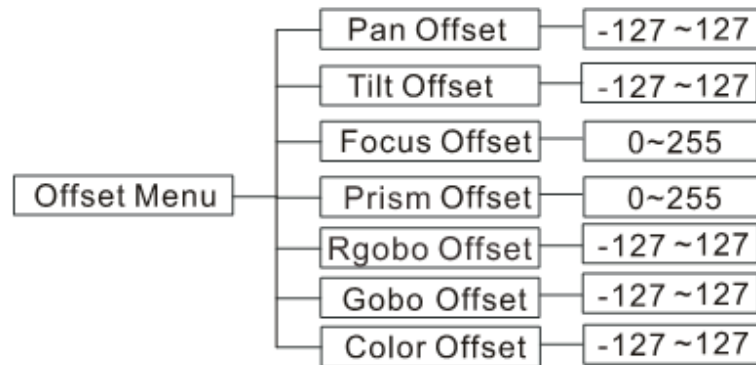 Pan Offset -127 ~127
Tilt Offset -127 ~127
Focus Offset 0~255
Offset Menu Prism Offset 0~255
Rgobo Offset -127 ~127
Gobo Offset -127 ~127
Color Offset -127 ~127